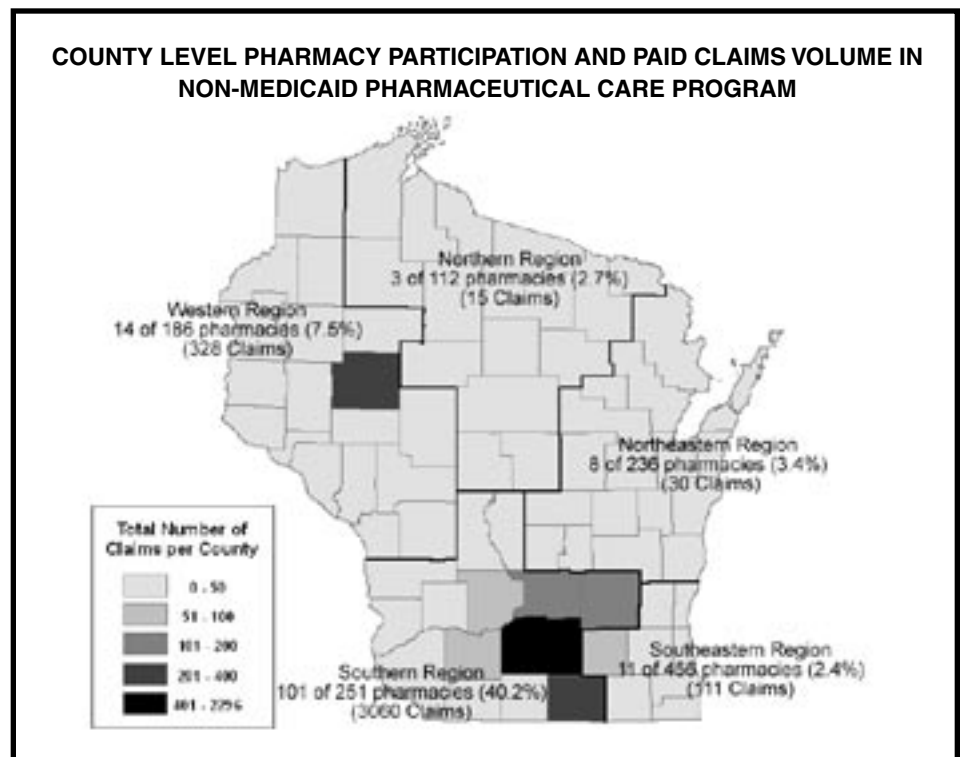 COUNTY LEVEL PHARMACY PARTICIPATION AND PAID CLAIMS VOLUME IN
NON-MEDICAID PHARMACEUTICAL CARE PROGRAM
Northern Region
3 of 112 pharmacies (2.7%)
(15 Claims)
Western Region
14 of 186 pharmacies (7.5%)
(328 Claims)
Northeastern Region
8 of 236 pharmacies (3.4%)
(30 Claims)
Total Number of
Claims per County
0 - 50
51 - 100
101 - 200
201 - 400
401 - 2296
Southeastern Region
11 of 456 pharmacies (2.4%)
(111 Claims)
Southern Region
101 of 251 pharmacies (40.2%)
(3060 Claims)